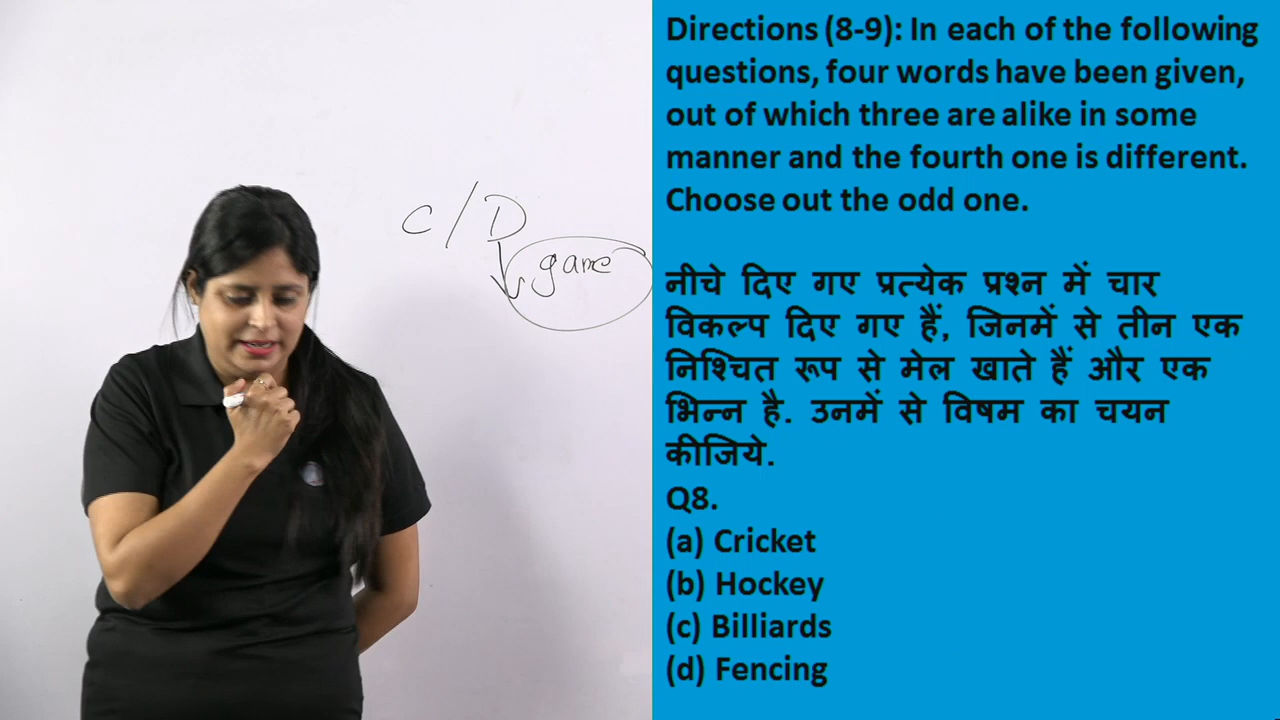 C / D
game
Directions (8-9): In each of the following
questions, four words have been given,
out of which three are alike in some
manner and the fourth one is different.
Choose out the odd one.
नीचे दिए गए प्रत्येक प्रश्न में चार
विकल्प दिए गए हैं, जिनमें से तीन एक
निश्चित रूप से मेल खाते हैं और एक
भिन्न है. उनमें से विषम का चयन
कीजिये.
Q8.
(a) Cricket
(b) Hockey
(c) Billiards
(d) Fencing